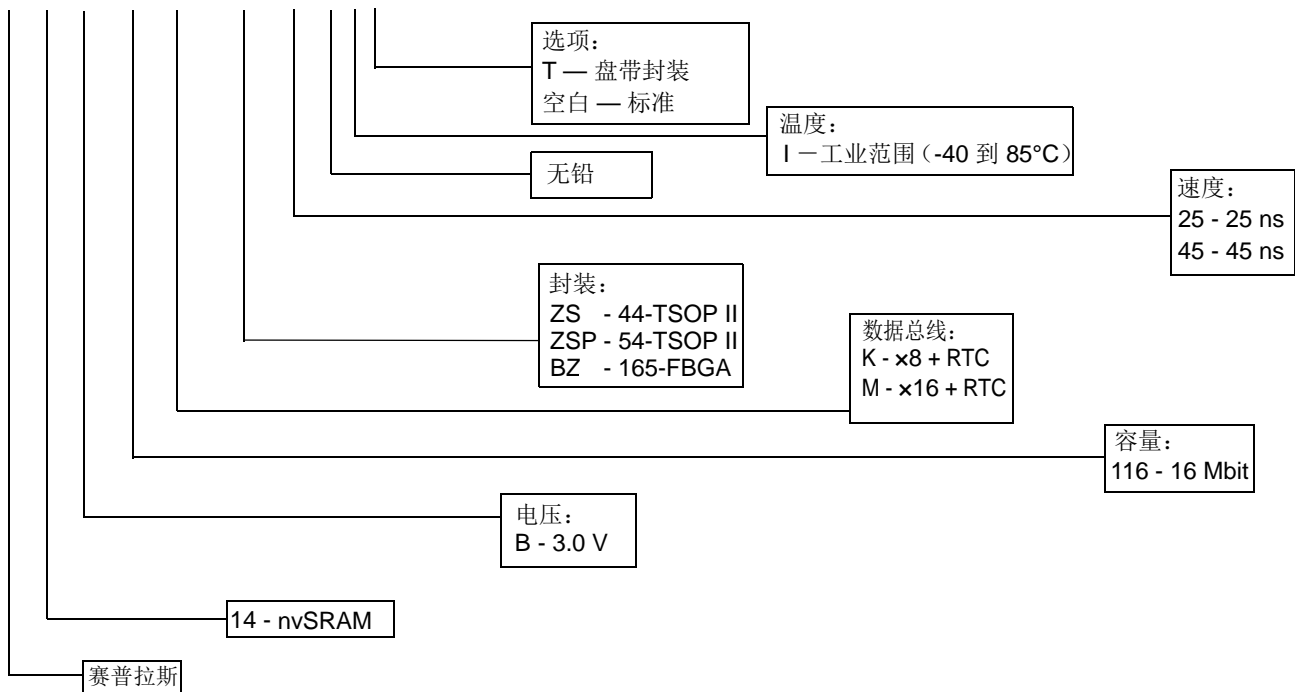 选项：
T — 盘带封装
空白 — 标准
温度：
I －工业范围（-40 到 85°C）
无铅
速度：
25 - 25 ns
45 - 45 ns
封装：
ZS - 44-TSOP II
ZSP - 54-TSOP II
BZ - 165-FBGA
数据总线：
K - ×8 + RTC
M - ×16 + RTC
容量：
116 - 16 Mbit
电压：
B - 3.0 V
14 - nvSRAM
赛普拉斯